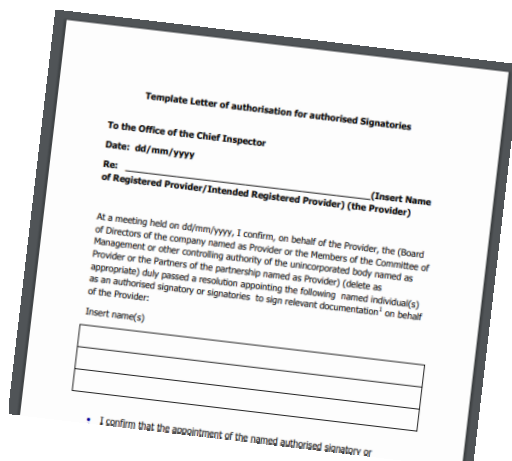 Template Letter of authorisation for authorised Signatories
To the Office of the Chief Inspector
Date: dd/mm/yyyy
Re: ______________________________(Insert Name
of Registered Provider/Intended Registered Provider) (the Provider)
At a meeting held on dd/mm/yyyy, I confirm, on behalf of the Provider, the (Board
of Directors of the company named as Provider or the Members of the Committee of
Management or other controlling authority of the unincorporated body named as
Provider or the Partners of the partnership named as Provider) (delete as
appropriate) duly passed a resolution appointing the following named individual(s)
as an authorised signatory or signatories to sign relevant documentation¹ on behalf
of the Provider:
Insert name(s)
• I confirm that the appointment of the named authorised signatory or